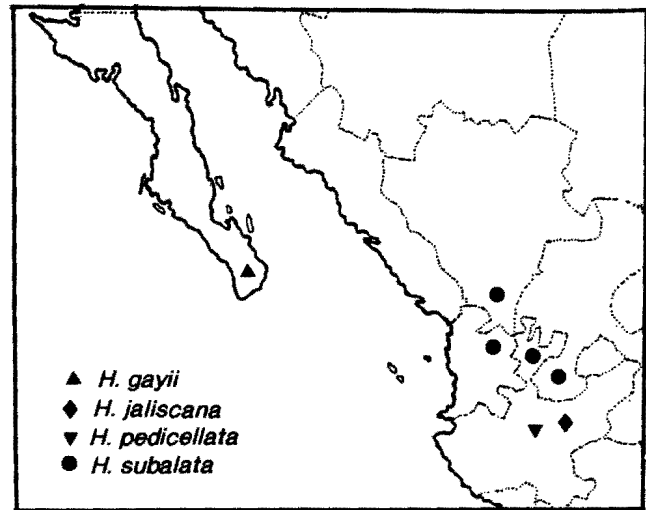 ▲ H. gayii
◆ H. jaliscana
▼ H. pedicellata
● H. subalata